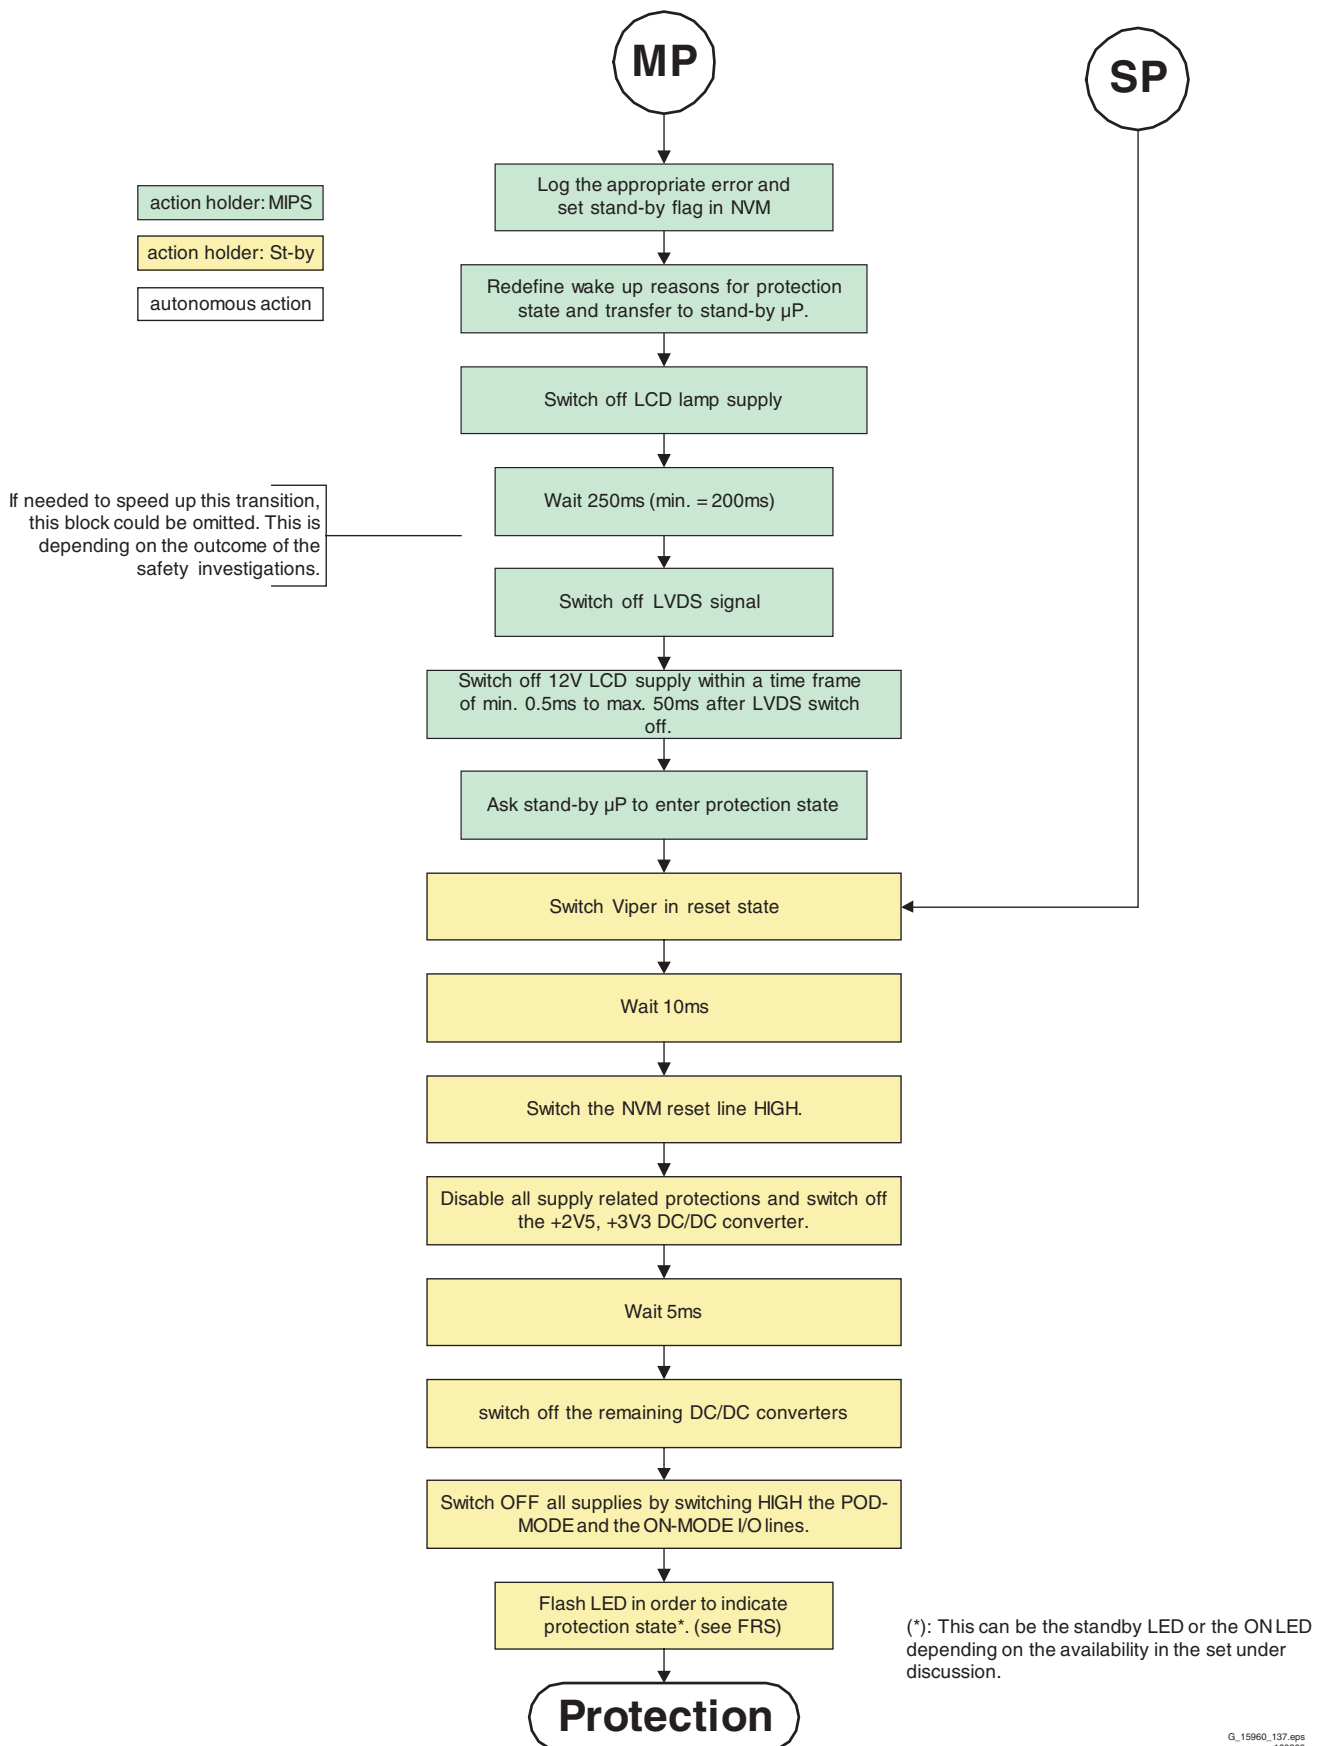 MP
SP
Log the appropriate error and
set stand-by flag in NVM
action holder: MIPS
action holder: St-by
autonomous action
Redefine wake up reasons for protection
state and transfer to stand-by µP.
Switch off LCD lamp supply
If needed to speed up this transition,
this block could be omitted. This is
depending on the outcome of the
safety investigations.
Wait 250ms (min. = 200ms)
Switch off LVDS signal
Switch off 12V LCD supply within a time frame
of min. 0.5ms to max. 50ms after LVDS switch
off.
Ask stand-by µP to enter protection state
Switch Viper in reset state
Wait 10ms
Switch the NVM reset line HIGH.
Disable all supply related protections and switch off
the +2V5, +3V3 DC/DC converter.
Wait 5ms
switch off the remaining DC/DC converters
Switch OFF all supplies by switching HIGH the POD-
MODE and the ON-MODE I/O lines.
Flash LED in order to indicate
protection state*. (see FRS)
(*): This can be the standby LED or the ON LED
depending on the availability in the set under
discussion.
Protection
G_15960_137.eps